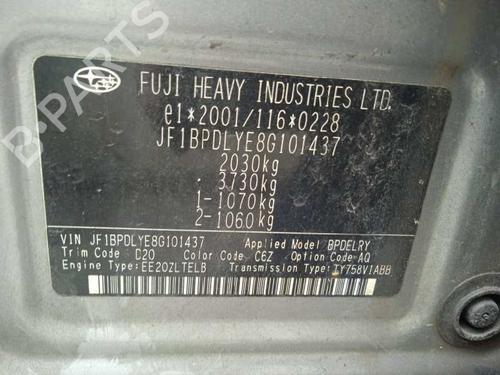 B-PARTS
FUJI HEAVY INDUSTRIES LTD.
e1*2001/116*0228
JF1BPDLYE8G101437
2030kg
- 3730kg
1-1070kg
2-1060kg
VIN JF1BPDLYE8G101437 Applied Model BPDELRY
Trim Code C20 Color Code C6Z Option Code AQ
Engine Type: EE20ZLTELB Transmission Type: TY758V1ABB